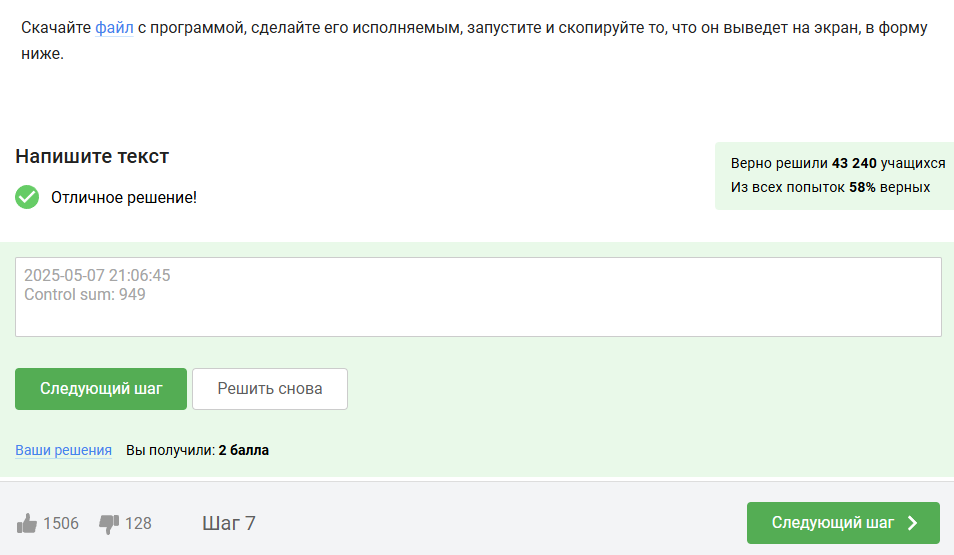 Скачайте файл с программой, сделайте его исполняемым, запустите и скопируйте то, что он выведет на экран, в форму
ниже.
Напишите текст
Верно решили 43 240 учащихся
Из всех попыток 58% верных
Отличное решение!
2025-05-07 21:06:45
Control sum: 949
Следующий шаг
Решить снова
Ваши решения Вы получили: 2 балла
1506
128
Шаг 7
Следующий шаг